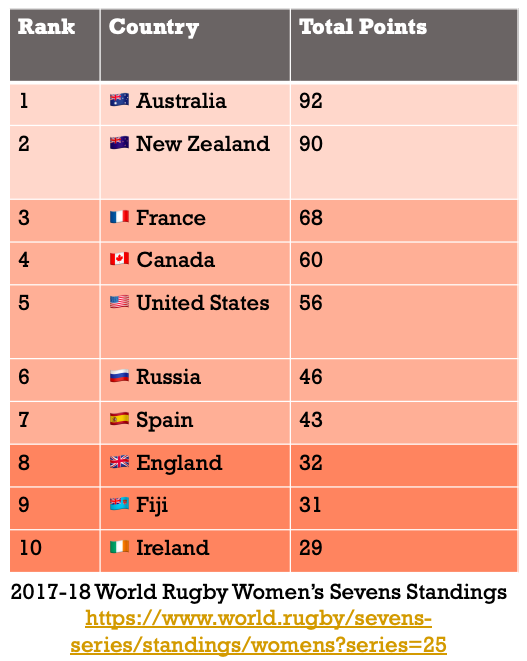 Rank Country Total Points
1 Australia 92
2 New Zealand 90
3 France 68
4 Canada 60
5 United States 56
6 Russia 46
7 Spain 43
8 England 32
9 Fiji 31
10 Ireland 29
2017-18 World Rugby Women’s Sevens Standings
https://www.world.rugby/sevens-
series/standings/womens?series=25